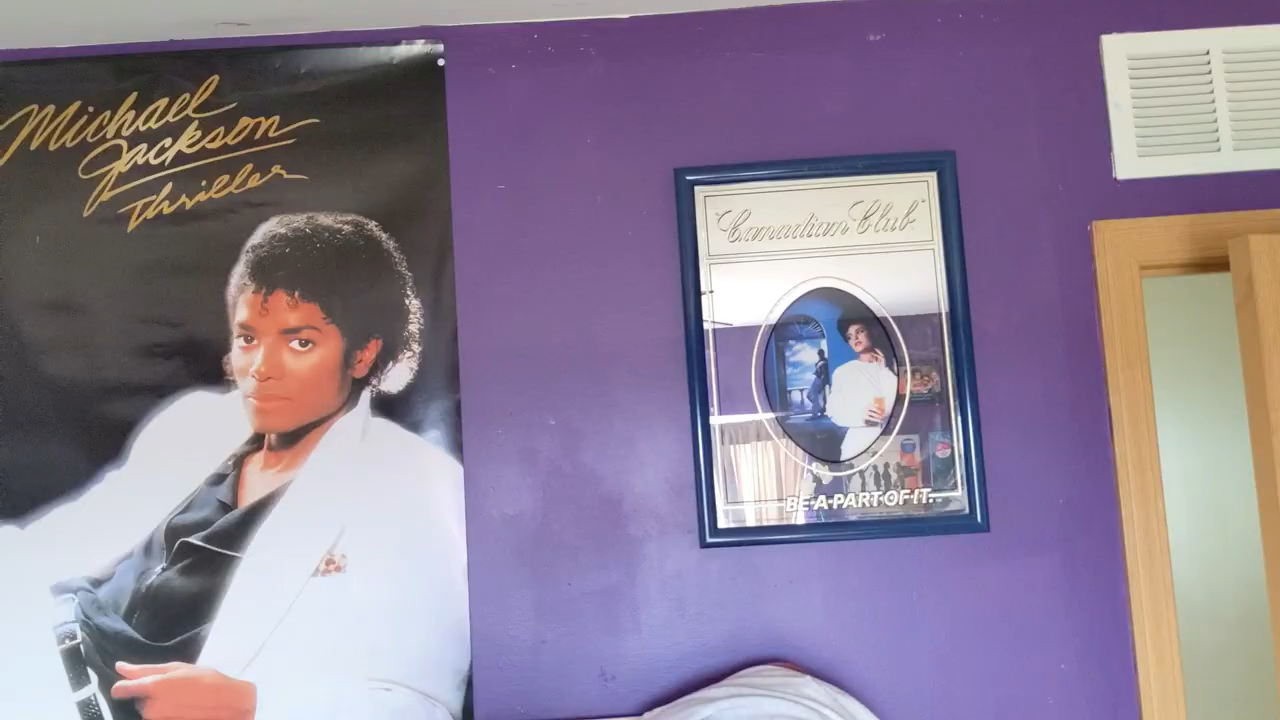 Michael
Jackson
Thriller
"Canadian Club"
BE A PART OF IT.